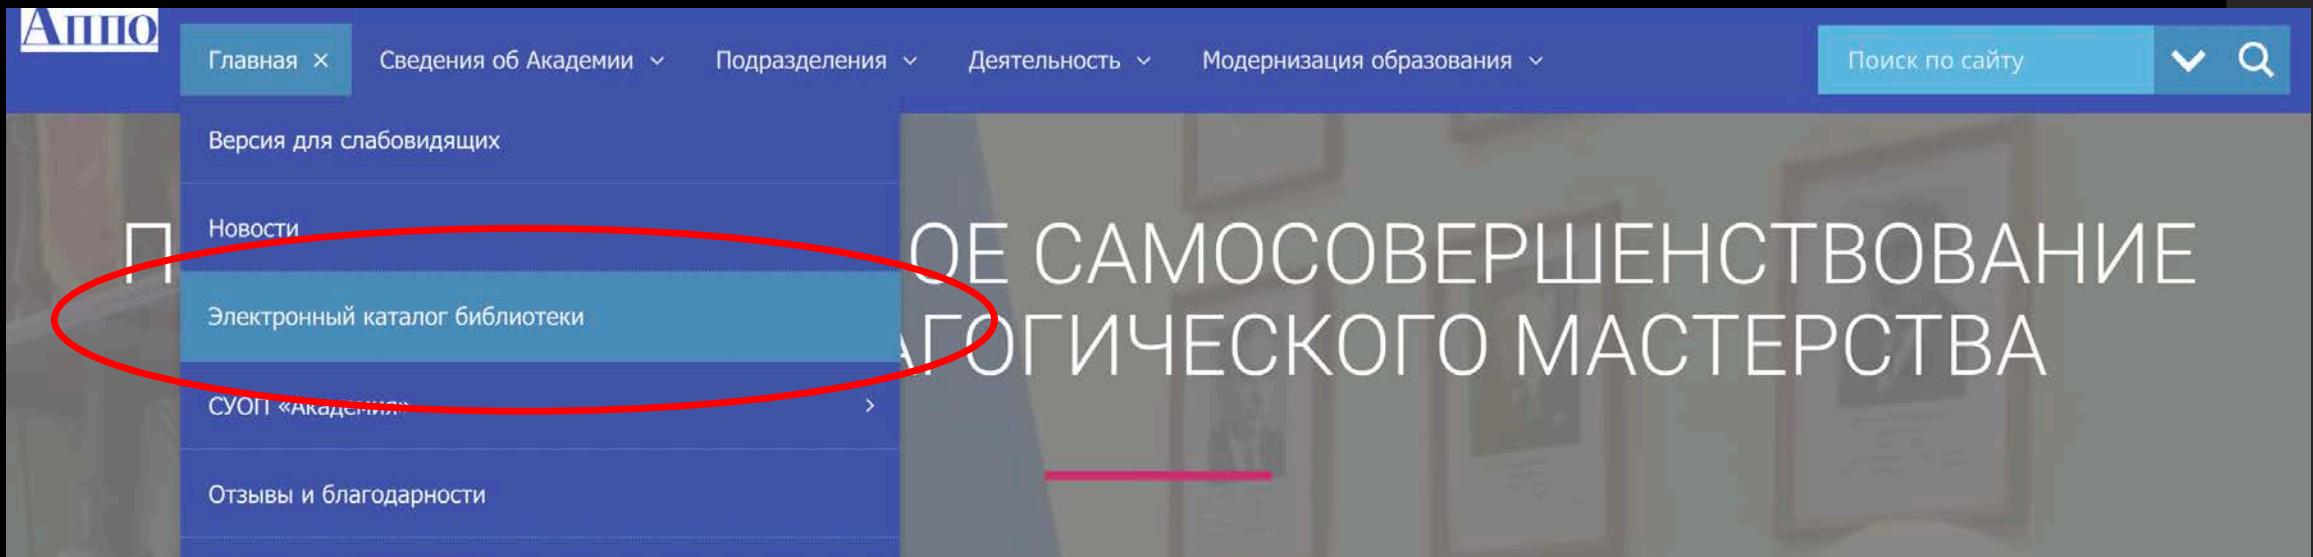 Аппо
Главная × Сведения об Академии Подразделения Деятельность Модернизация образования Поиск по сайту
Версия для слабовидящих
Новости
Электронный каталог библиотеки
СУОП «Академия»
Отзывы и благодарности
П ОЕ САМОСОВЕРШЕНСТВОВАНИЕ
АГОГИЧЕСКОГО МАСТЕРСТВА